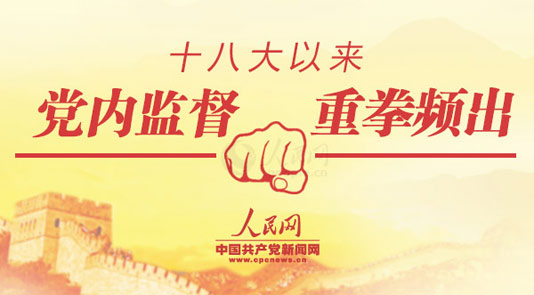 十八大以来
党内监督 重拳频出
人民网
中国共产党新闻网
www.cpcnews.cn